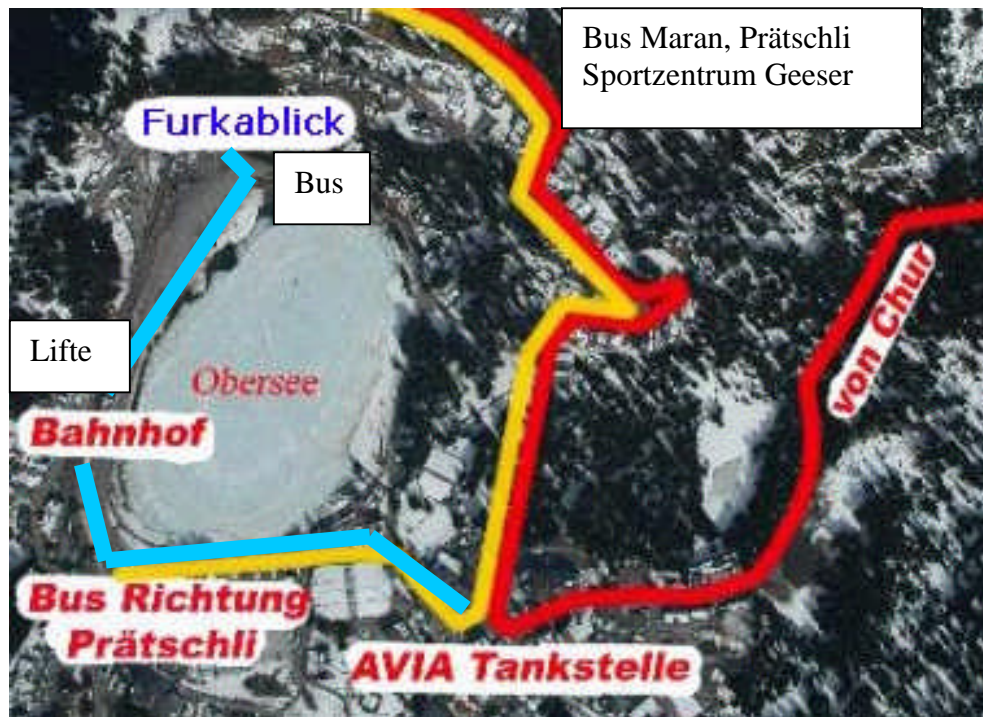 Bus Maran, Prätschli
Sportzentrum Geeser
Furkablick
Bus
Lifte
Obersee
Bahnhof
von Chur
Bus Richtung
Prätschli
AVIA Tankstelle